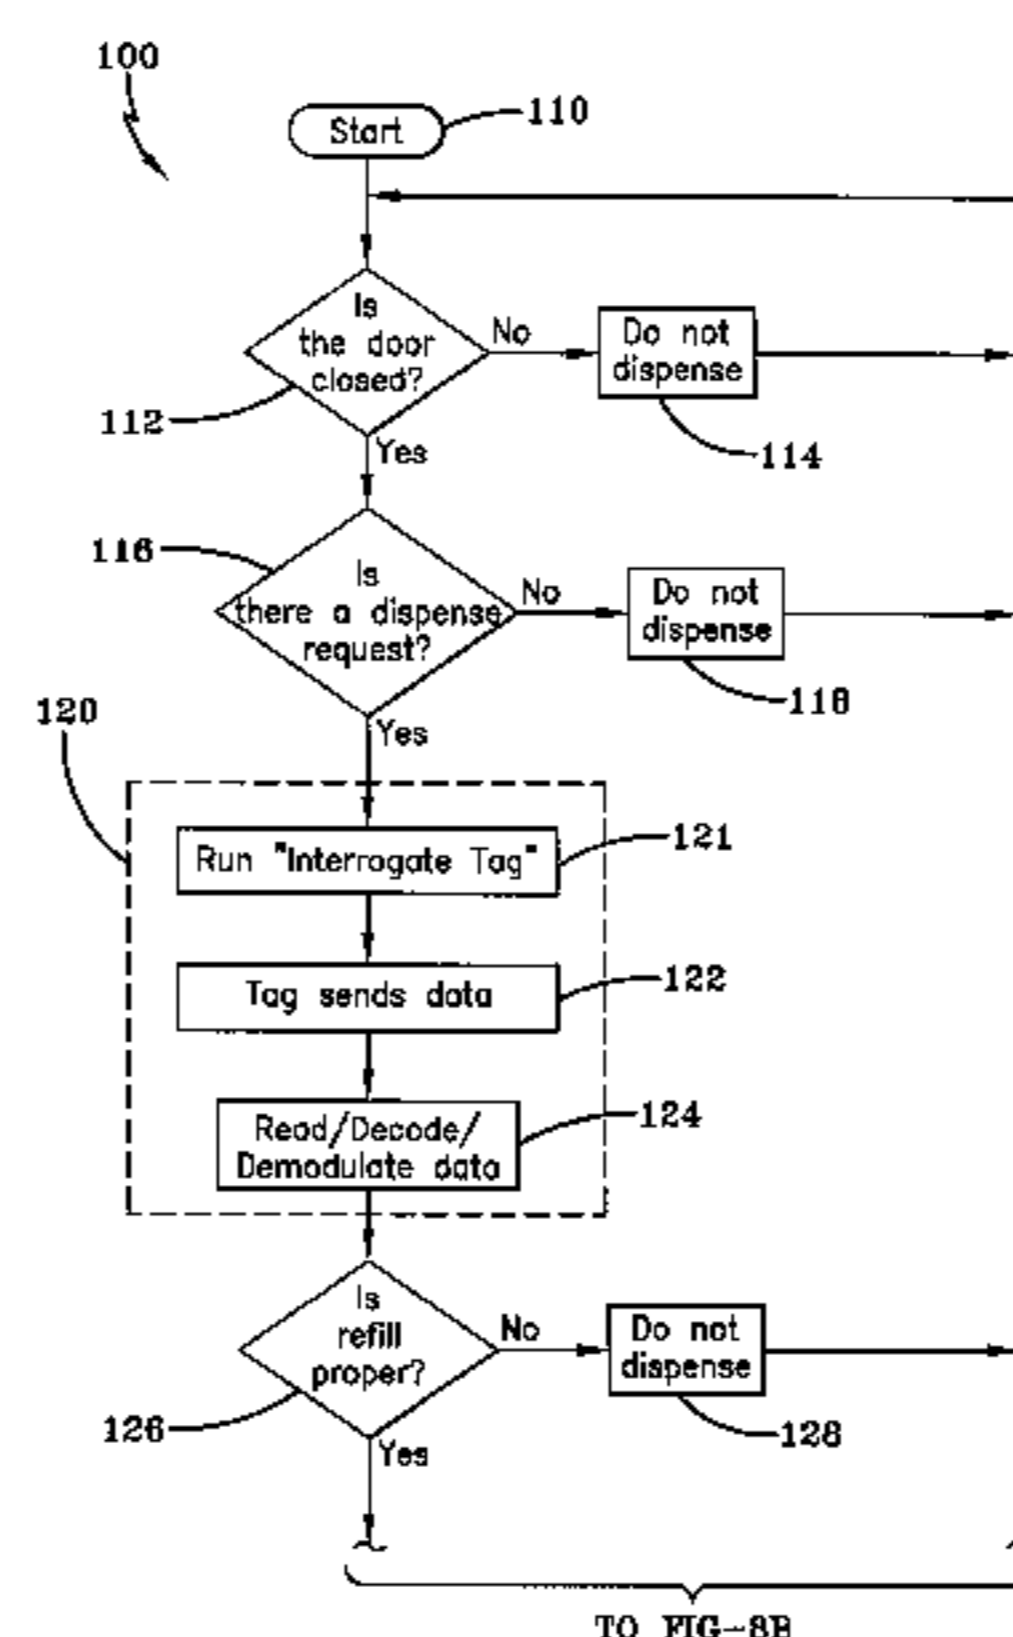 100
110
Start
Is
the door
closed?
No
Do not
dispense
112
Yes
114
116
Is
there a dispense
request?
No
Do not
dispense
118
120
Yes
Run "Interrogate Tag"
121
Tag sends data
122
Read/Decode/
Demodulate data
124
Is
refill
proper?
No
Do not
dispense
126
Yes
128
TO FIG-8B